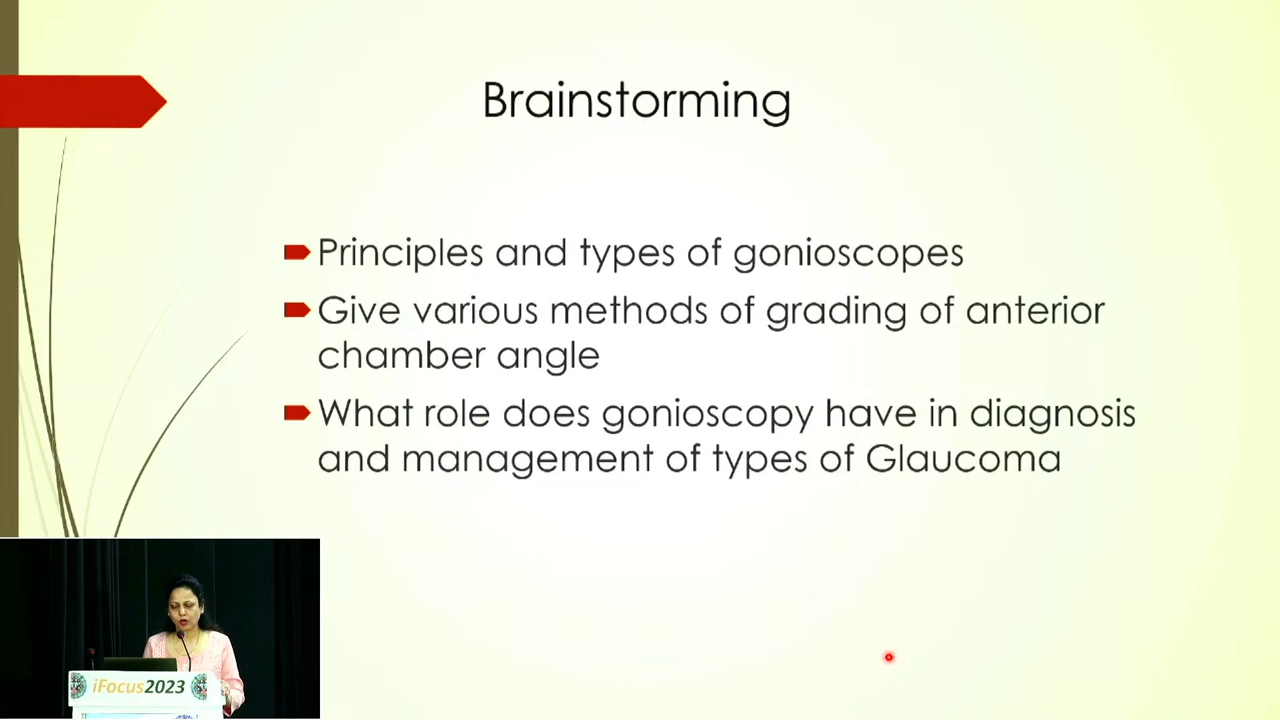 Brainstorming
Principles and types of gonioscopes
Give various methods of grading of anterior
chamber angle
What role does gonioscopy have in diagnosis
and management of types of Glaucoma
iFocus2023